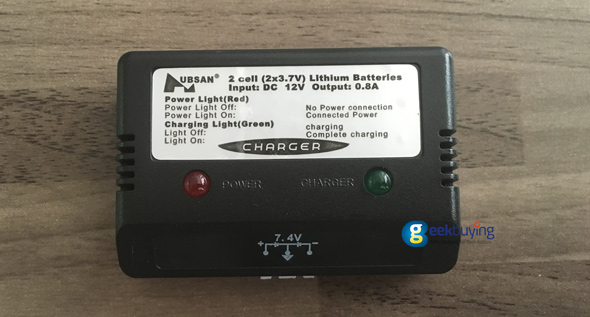 HUBSAN®
2 cell (2x3.7V) Lithium Batteries
Input: DC 12V Output: 0.8A
Power Light(Red)
Power Light Off: No Power connection
Power Light On: Connected Power
Charging Light(Green)
Light Off: charging
Light On: Complete charging
CHARGER
POWER CHARGER
geekbuying
7.4V
+ -